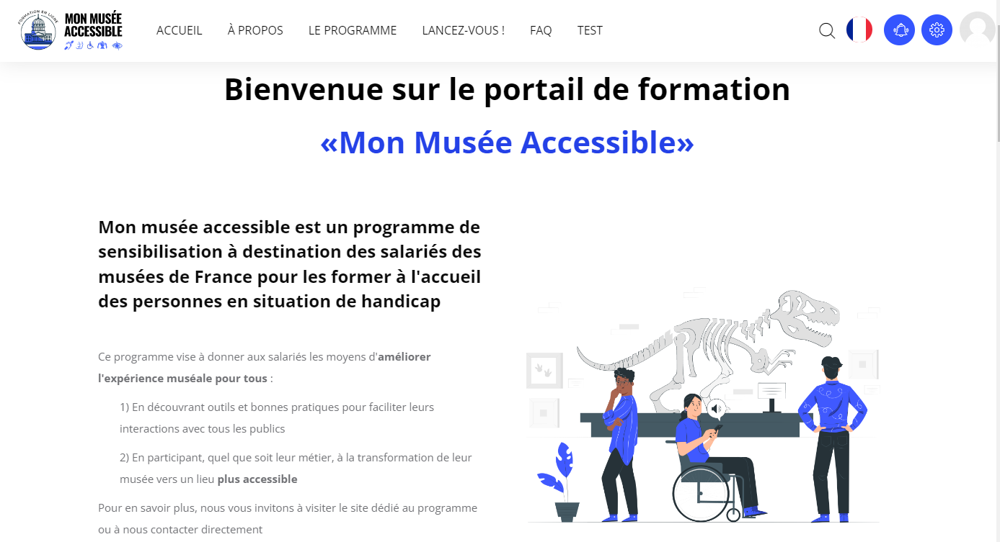 FORMATION EN LIGNE
MON MUSÉE
ACCESSIBLE
ACCUEIL
À PROPOS
LE PROGRAMME
LANCEZ-VOUS !
FAQ
TEST
Bienvenue sur le portail de formation
«Mon Musée Accessible»
Mon musée accessible est un programme de
sensibilisation à destination des salariés des
musées de France pour les former à l'accueil
des personnes en situation de handicap
Ce programme vise à donner aux salariés les moyens d'améliorer
l'expérience muséale pour tous :
1) En découvrant outils et bonnes pratiques pour faciliter leurs
interactions avec tous les publics
2) En participant, quel que soit leur métier, à la transformation de leur
musée vers un lieu plus accessible
Pour en savoir plus, nous vous invitons à visiter le site dédié au programme
ou à nous contacter directement